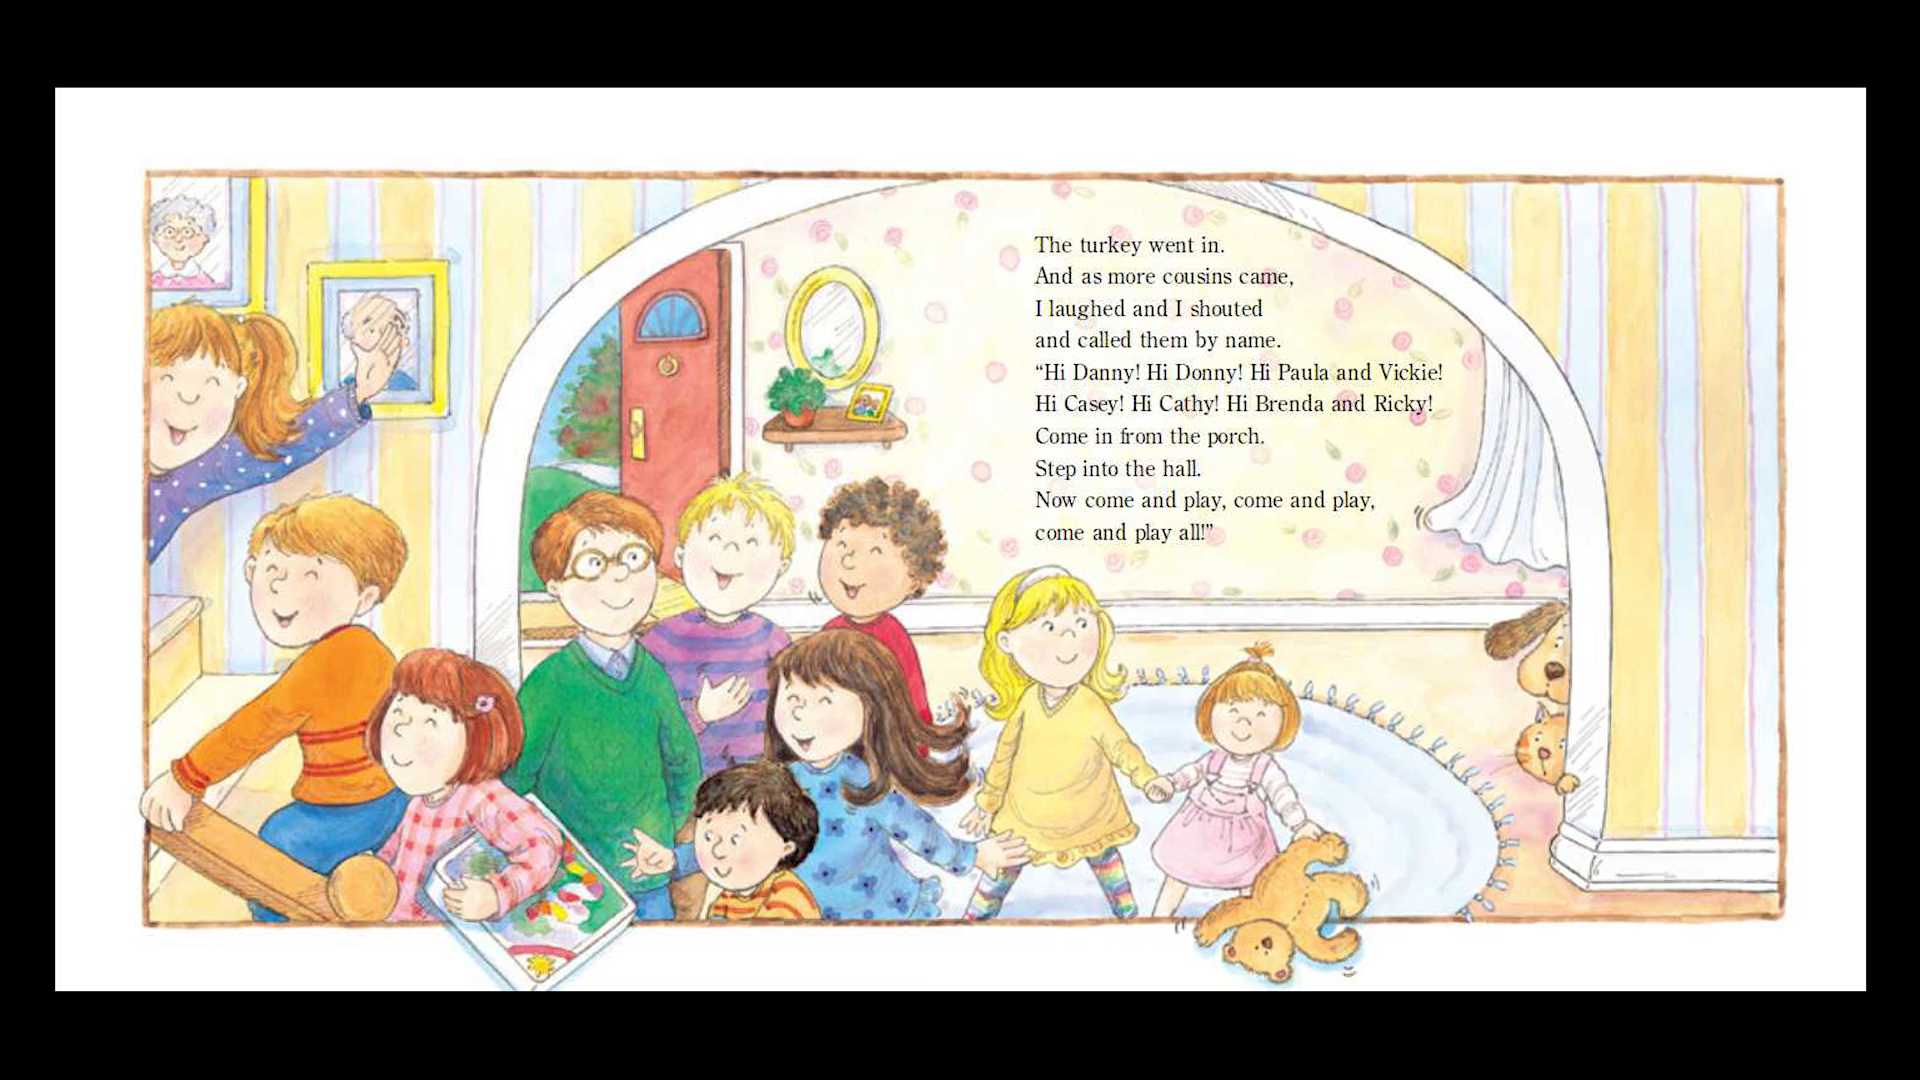 The turkey went in.
And as more cousins came,
I laughed and I shouted
and called them by name.
“Hi Danny! Hi Donny! Hi Paula and Vickie!
Hi Casey! Hi Cathy! Hi Brenda and Ricky!
Come in from the porch.
Step into the hall.
Now come and play, come and play,
come and play all!”